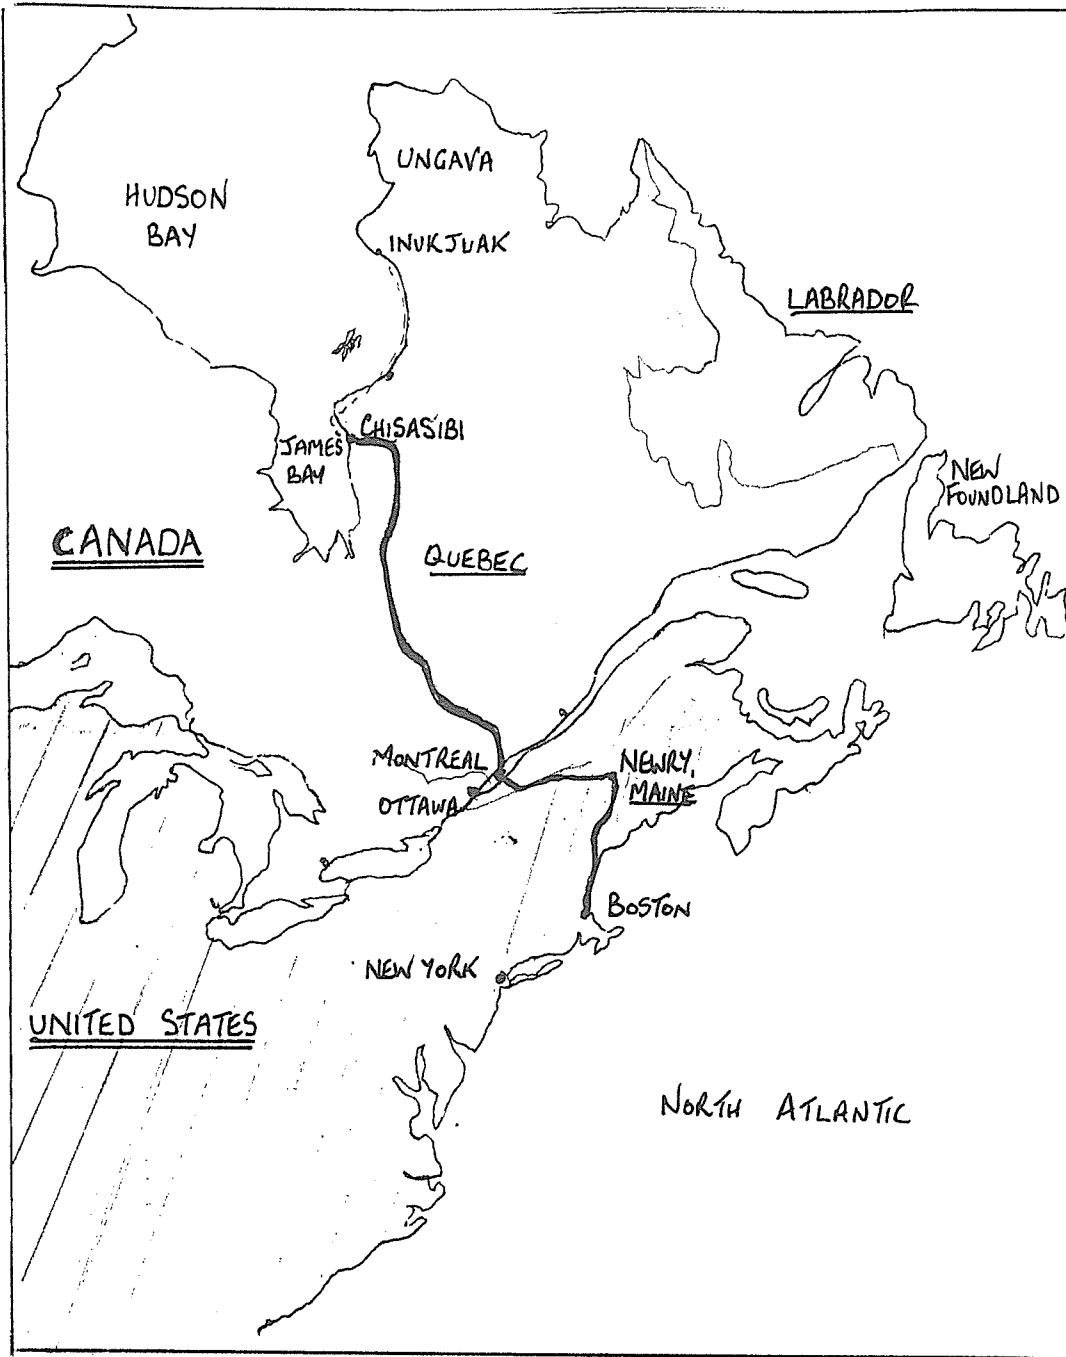 UNGAVA
HUDSON
BAY
INUKJUAK
LABRADOR
CHISASIBI
JAMES
BAY
NEW
FOUNDLAND
CANADA
QUEBEC
MONTREAL
NEWRY,
MAINE
OTTAWA
BOSTON
NEW YORK
UNITED STATES
NORTH ATLANTIC